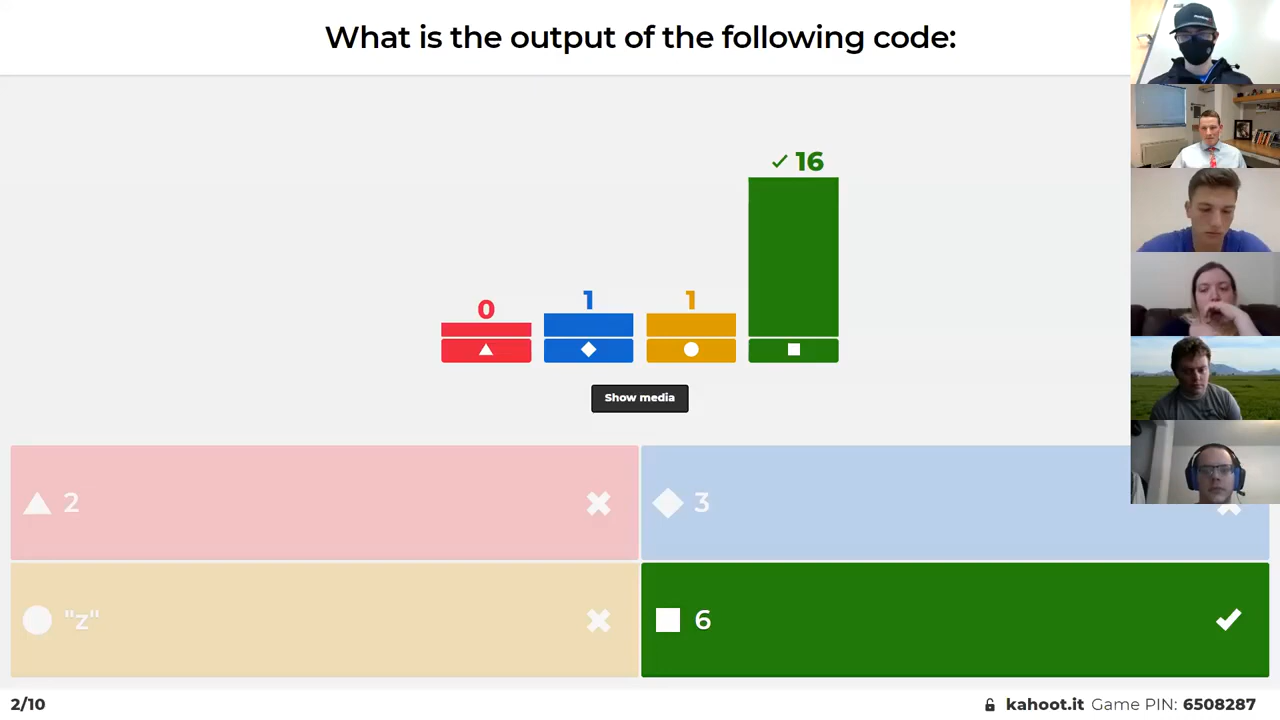 What is the output of the following code:
16
0
1
1
Show media
2
3
"z"
6
2/10
kahoot.it Game PIN: 6508287